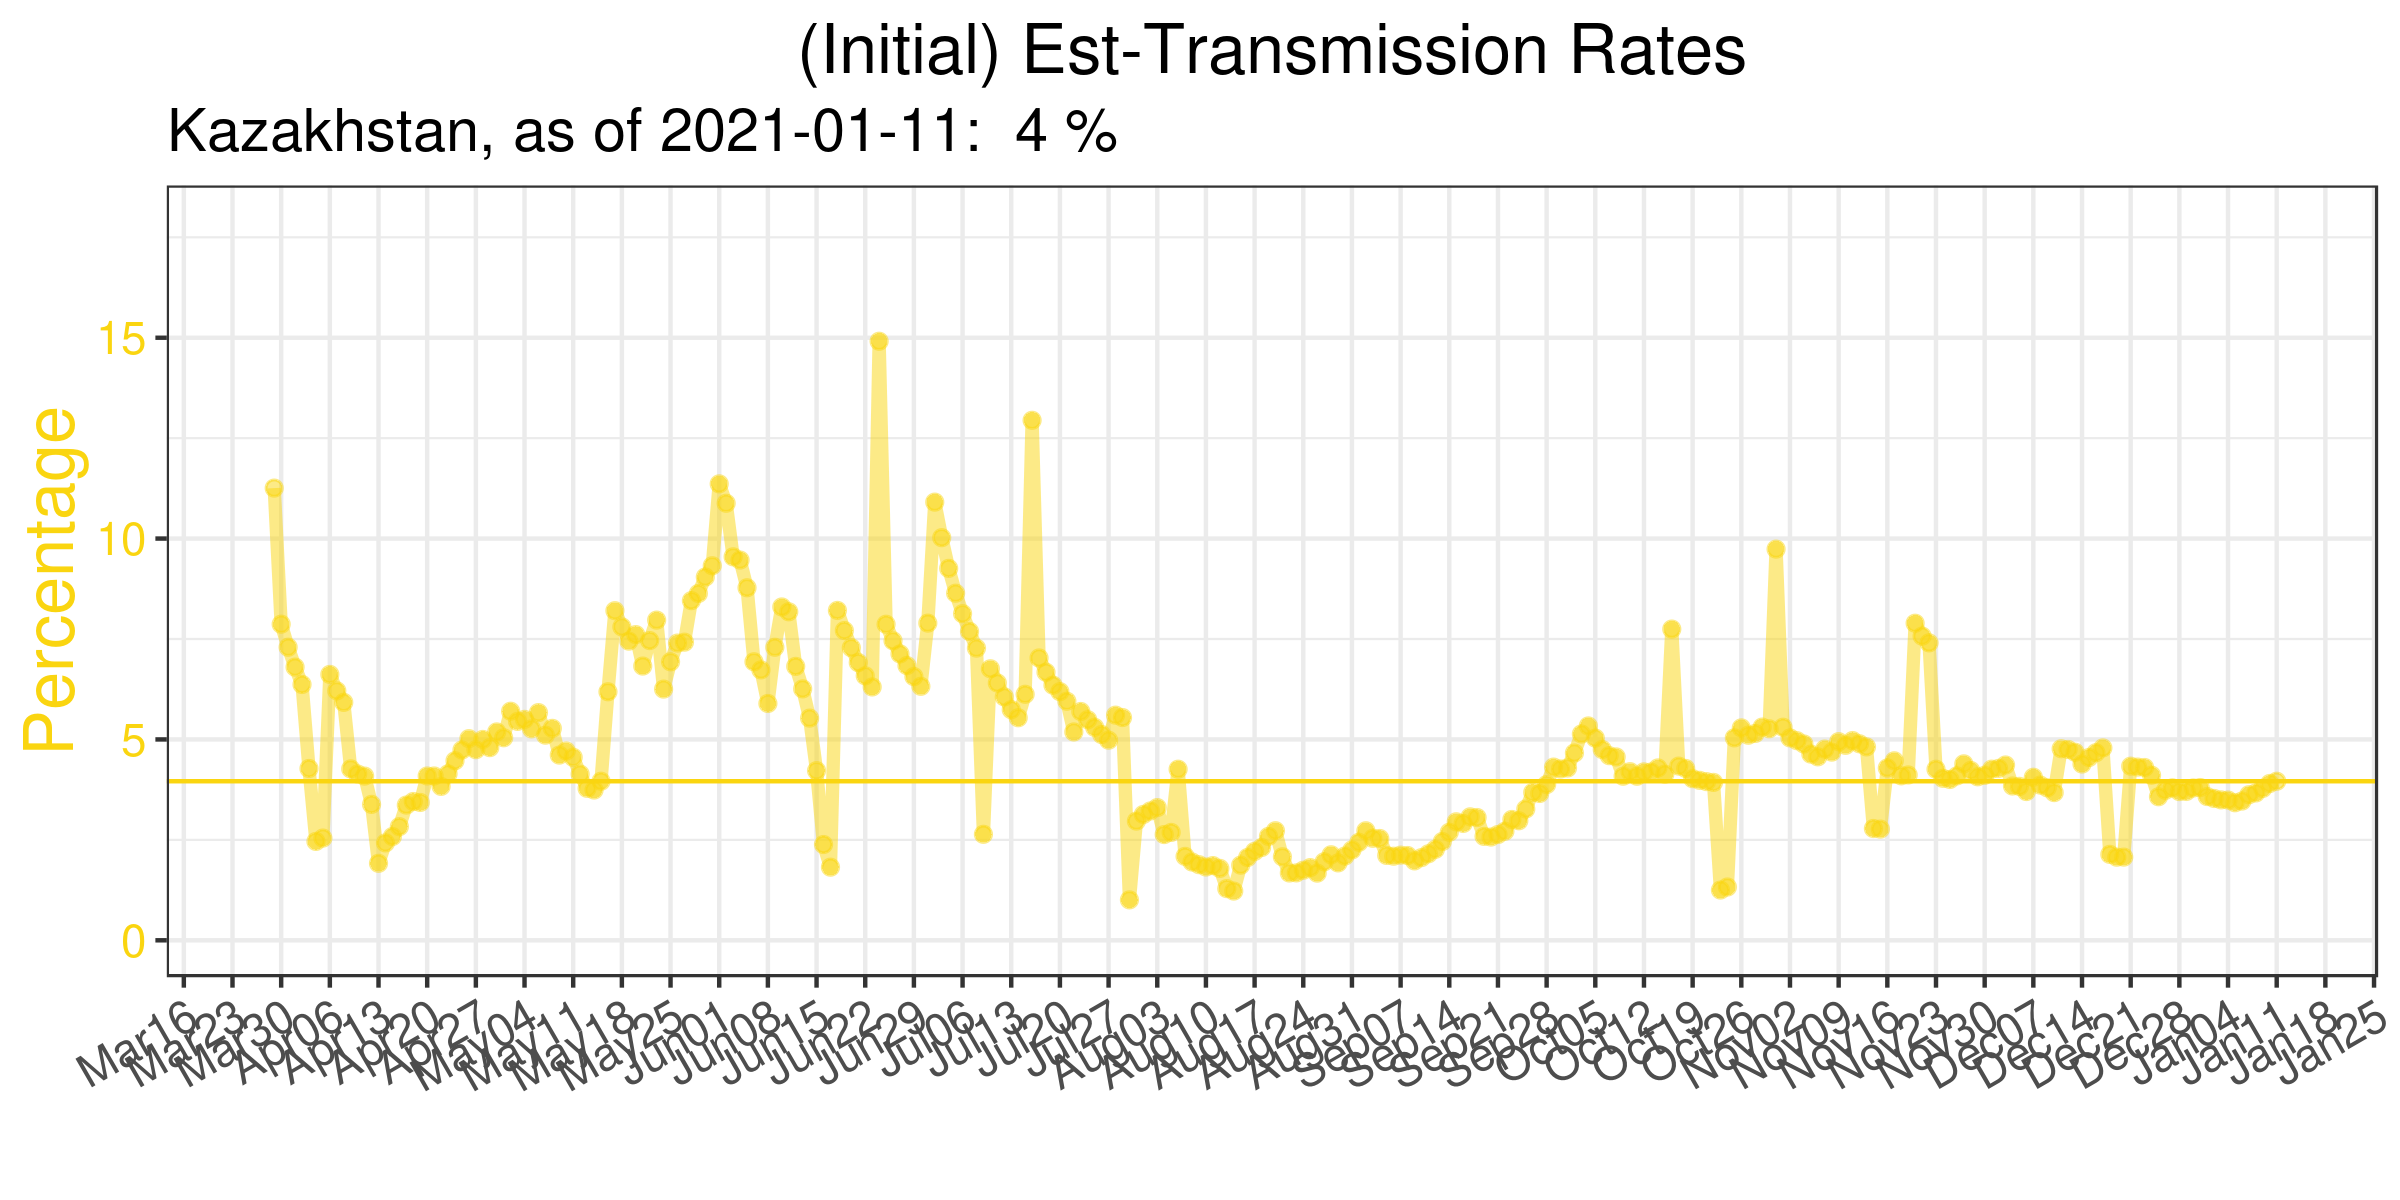 (Initial) Est-Transmission Rates
Kazakhstan, as of 2021-01-11:  4 %
Percentage
15
10
5
0
Mar16
Mar23
Mar30
Apr06
Apr13
Apr20
Apr27
May04
May11
May18
May25
Jun01
Jun08
Jun15
Jun22
Jun29
Jul06
Jul13
Jul20
Jul27
Aug03
Aug10
Aug17
Aug24
Aug31
Sep07
Sep14
Sep21
Sep28
Oct05
Oct12
Oct19
Oct26
Nov02
Nov09
Nov16
Nov23
Nov30
Dec07
Dec14
Dec21
Dec28
Jan04
Jan11
Jan18
Jan25